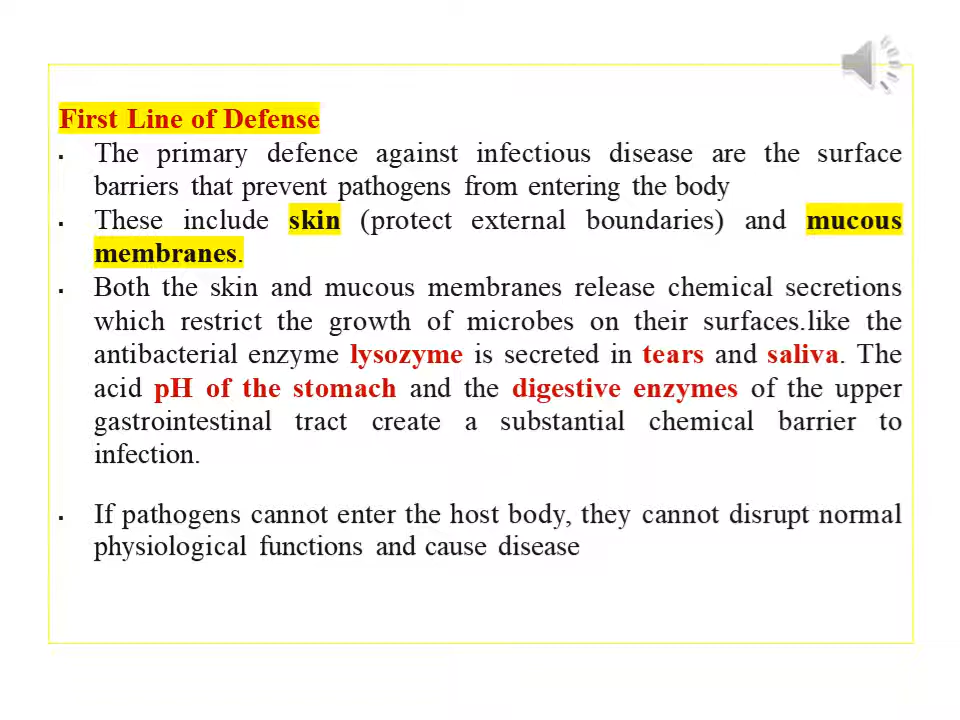 First Line of Defense
▪ The primary defence against infectious disease are the surface
barriers that prevent pathogens from entering the body
▪ These include skin (protect external boundaries) and mucous
membranes.
▪ Both the skin and mucous membranes release chemical secretions
which restrict the growth of microbes on their surfaces.like the
antibacterial enzyme lysozyme is secreted in tears and saliva. The
acid pH of the stomach and the digestive enzymes of the upper
gastrointestinal tract create a substantial chemical barrier to
infection.
▪ If pathogens cannot enter the host body, they cannot disrupt normal
physiological functions and cause disease